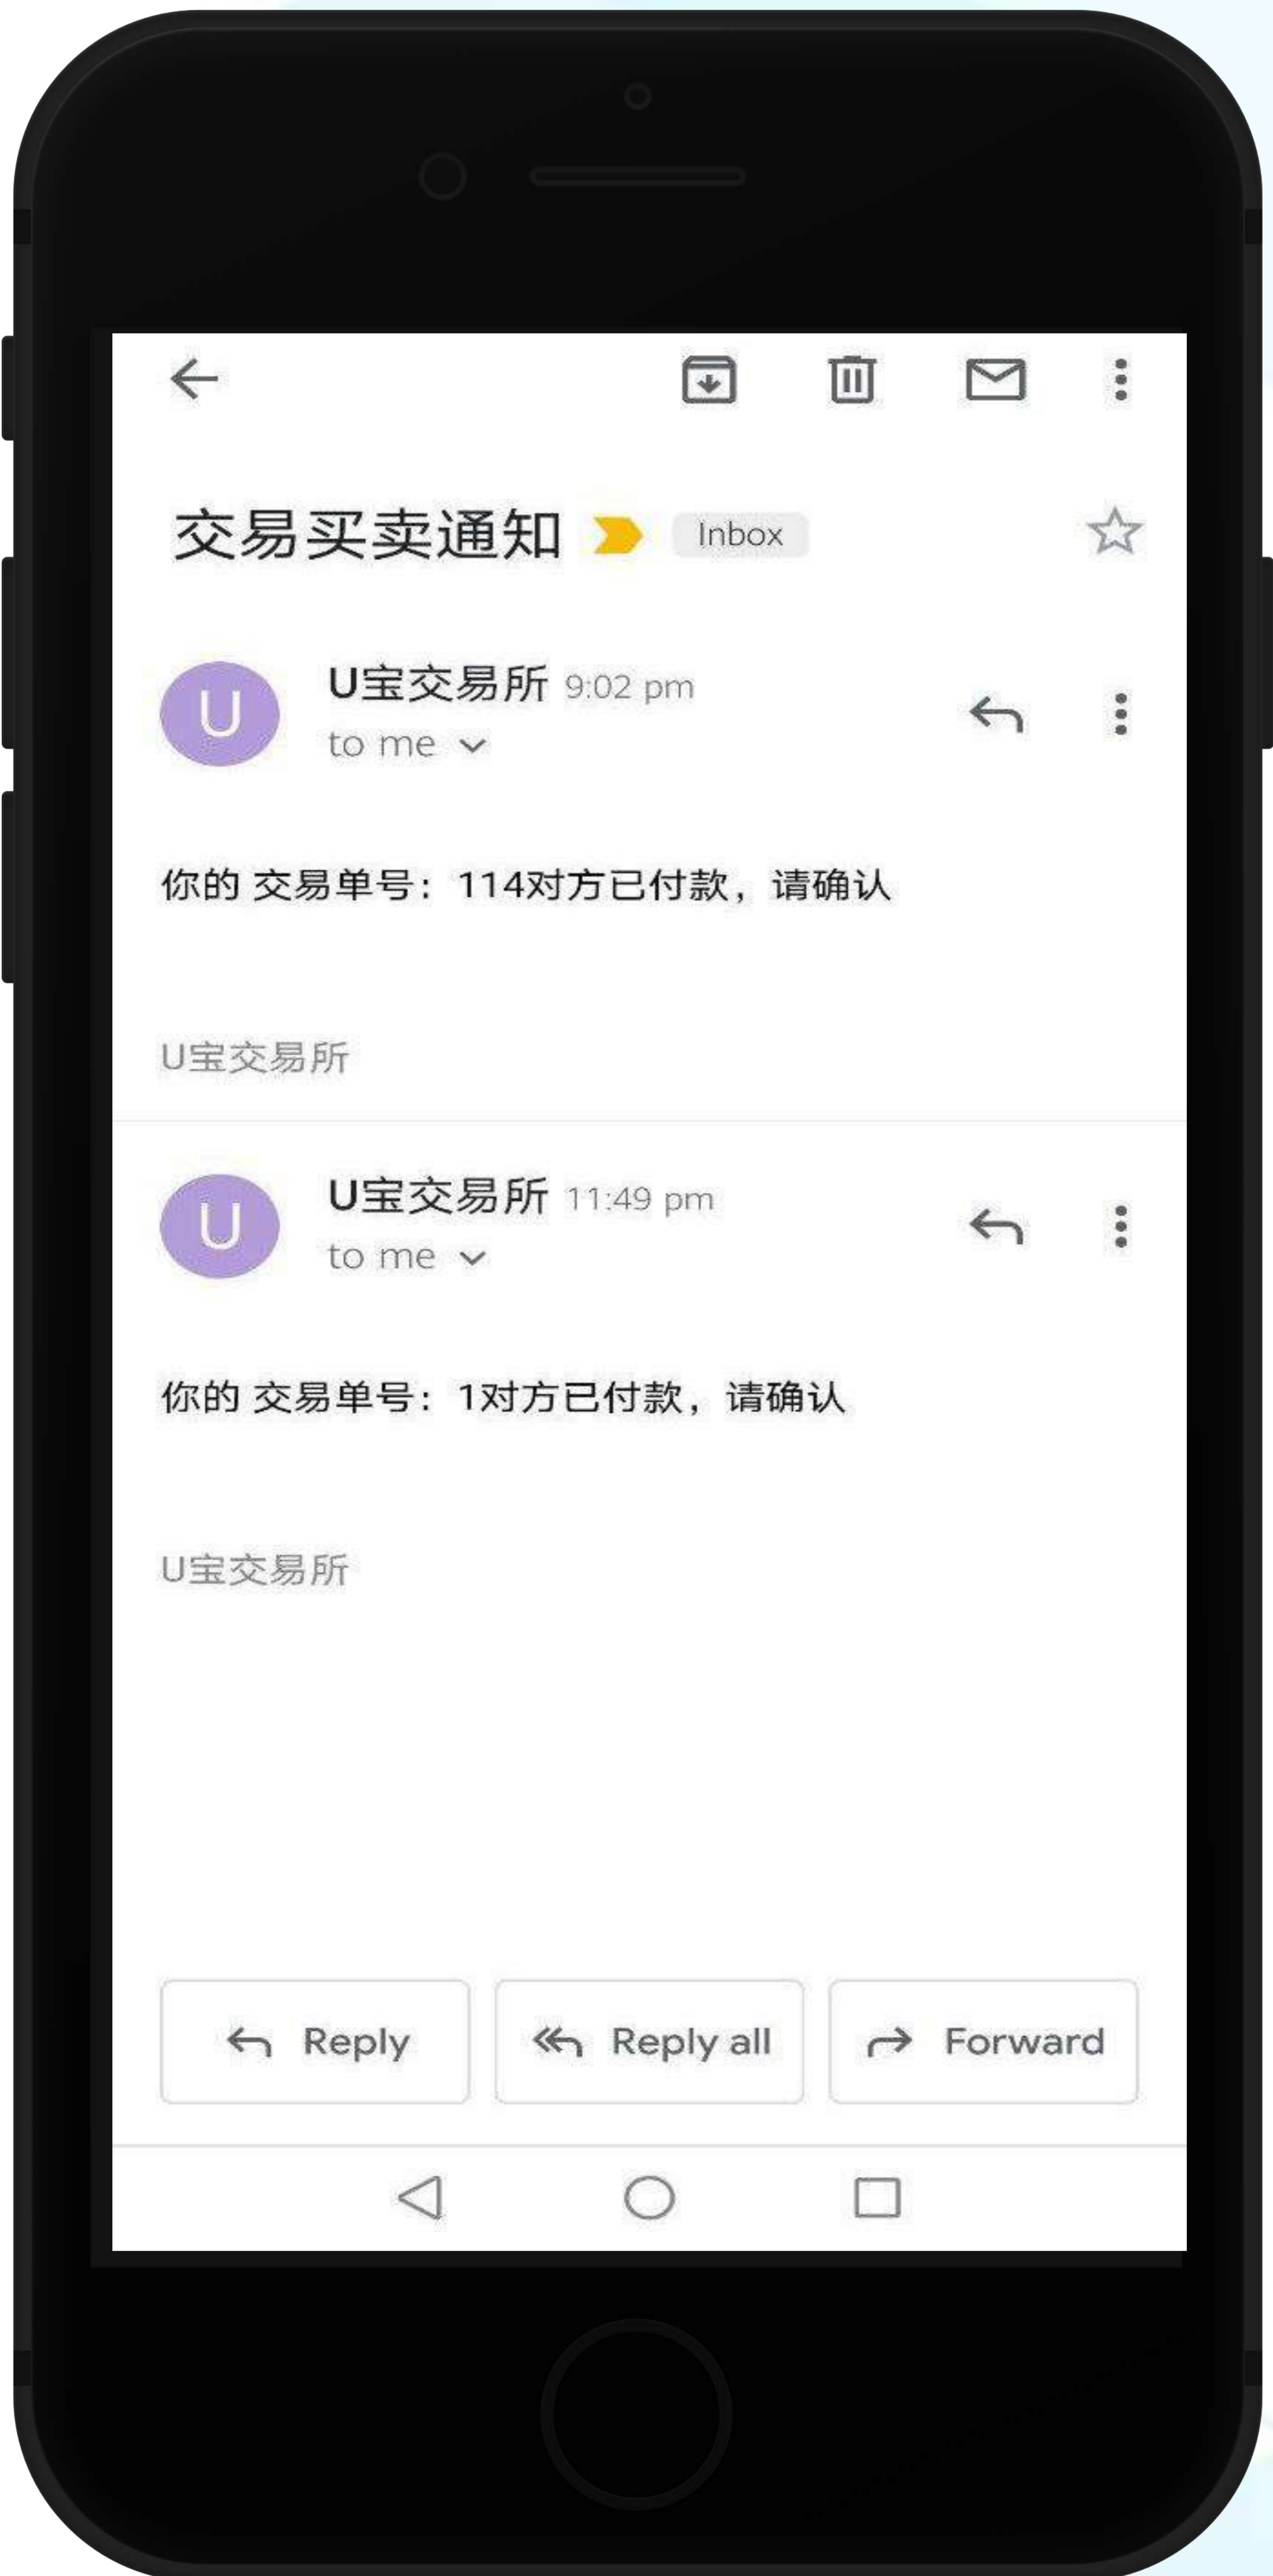 交易买卖通知 Inbox
U
U宝交易所 9:02 pm
to me
你的 交易单号：114对方已付款，请确认
U宝交易所
U
U宝交易所 11:49 pm
to me
你的 交易单号：1对方已付款，请确认
U宝交易所
Reply Reply all Forward